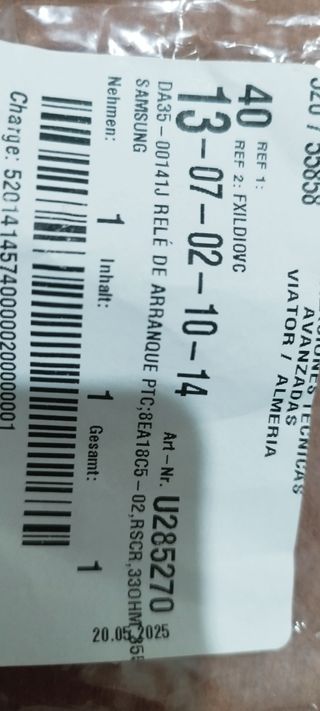 AVANZADAS
VIATOR / ALMERIA
40 REF 1:
REF 2: FXILDIOVC
13-07-02-10-14
Art-Nr. U285270
DA35-00141J RELÉ DE ARRANQUE PTC;8EA18C5-02,RSCR,33OHM,355
SAMSUNG
20.05.2025
Nehmen: 1 Inhalt: 1 Gesamt: 1
Charge: 52014145740000020000001